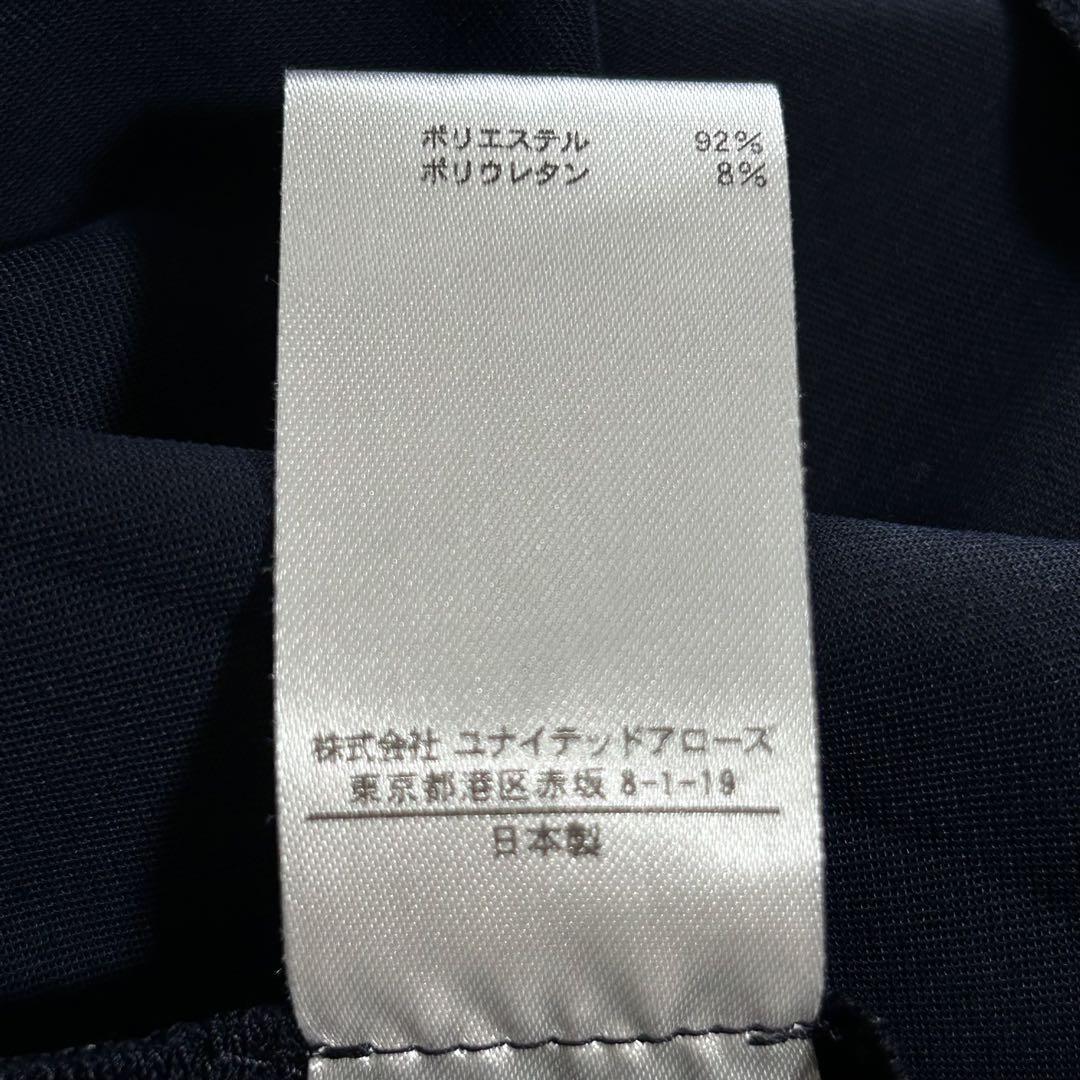 ポリエステル 92%
ポリウレタン 8%
株式会社 ユナイテッドアローズ
東京都港区赤坂 8-1-19
日本製